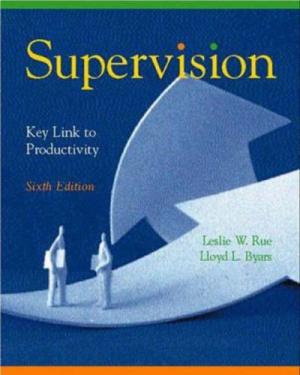 Supervision
Key Link to
Productivity
Sixth Edition
Leslie W. Rue
Lloyd L. Byars